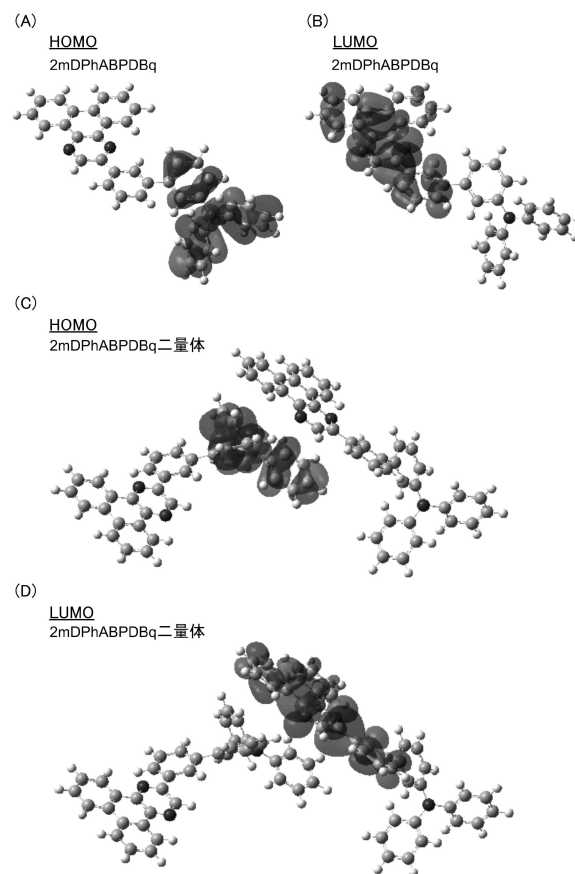 (A)
HOMO
2mDPhABPDBq
(B)
LUMO
2mDPhABPDBq
(C)
HOMO
2mDPhABPDBq二量体
(D)
LUMO
2mDPhABPDBq二量体